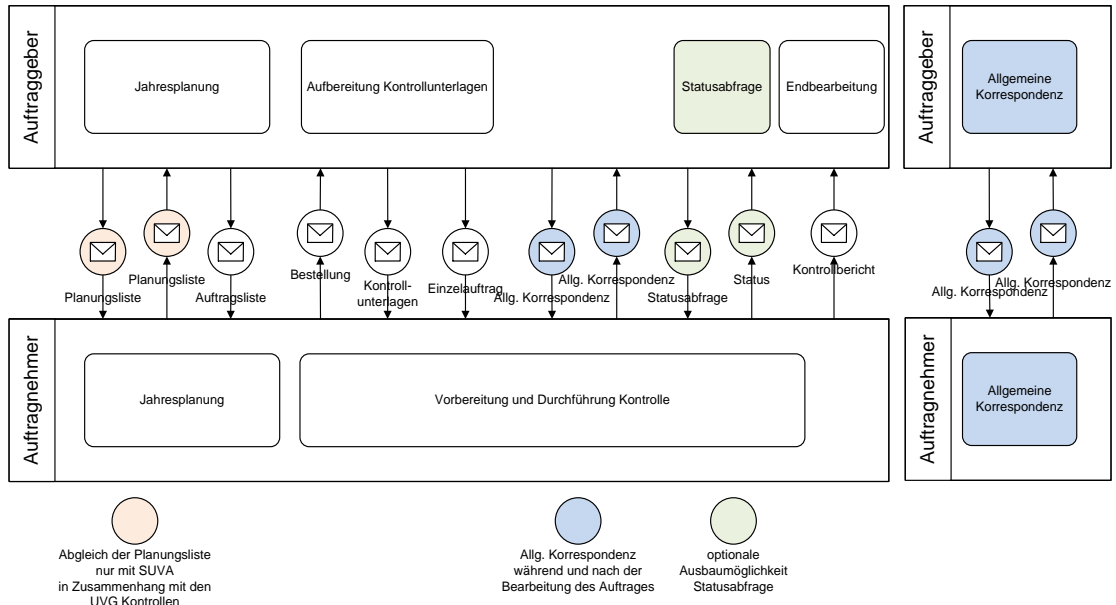 Auftraggeber
Jahresplanung
Aufbereitung Kontrollunterlagen
Statusabfrage
Endbearbeitung
Auftraggeber
Allgemeine
Korrespondenz
Planungsliste
Planungsliste
Auftragsliste
Bestellung
Kontroll-
unterlagen
Einzelauftrag
Allg. Korrespondenz
Allg. Korrespondenz
Statusabfrage
Status
Kontrollbericht
Allg. Korrespondenz
Allg. Korrespondenz
Auftragnehmer
Jahresplanung
Vorbereitung und Durchführung Kontrolle
Auftragnehmer
Allgemeine
Korrespondenz
Abgleich der Planungsliste
nur mit SUVA
in Zusammenhang mit den
UVG Kontrollen
Allg. Korrespondenz
während und nach der
Bearbeitung des Auftrages
optionale
Ausbaumöglichkeit
Statusabfrage